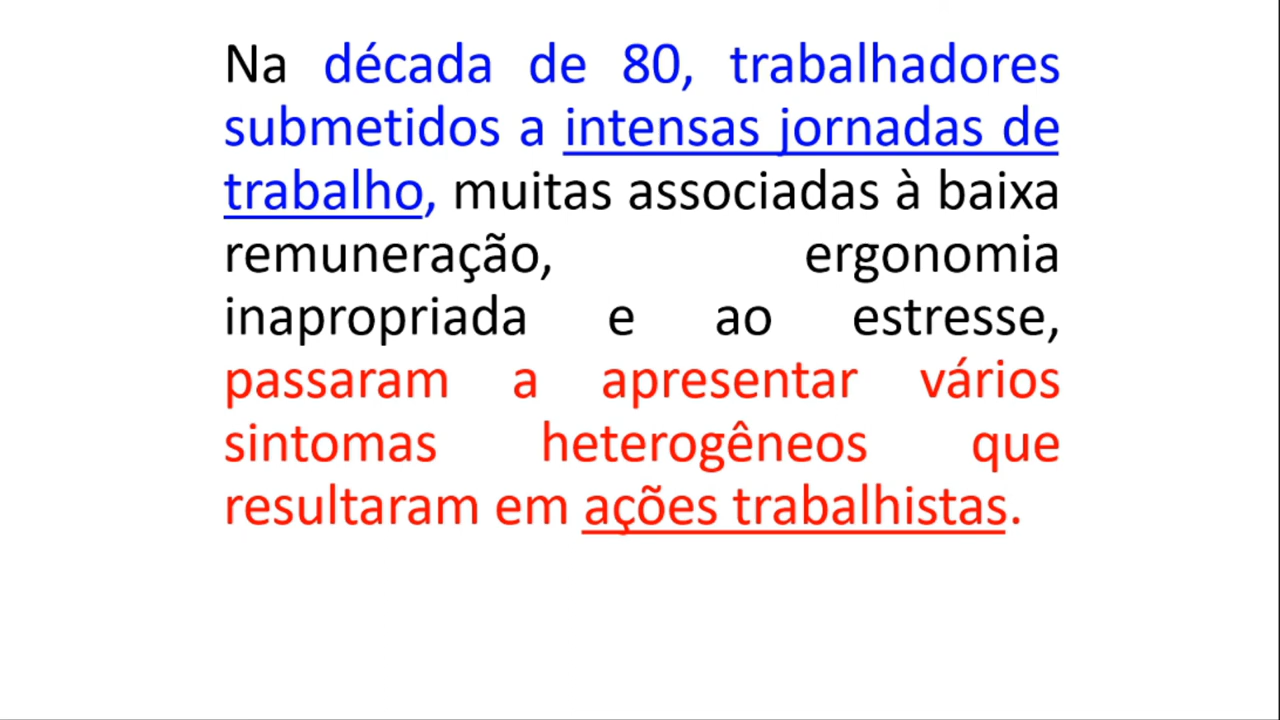 Na década de 80, trabalhadores
submetidos a intensas jornadas de
trabalho, muitas associadas à baixa
remuneração, ergonomia
inapropriada e ao estresse,
passaram a apresentar vários
sintomas heterogêneos que
resultaram em ações trabalhistas.